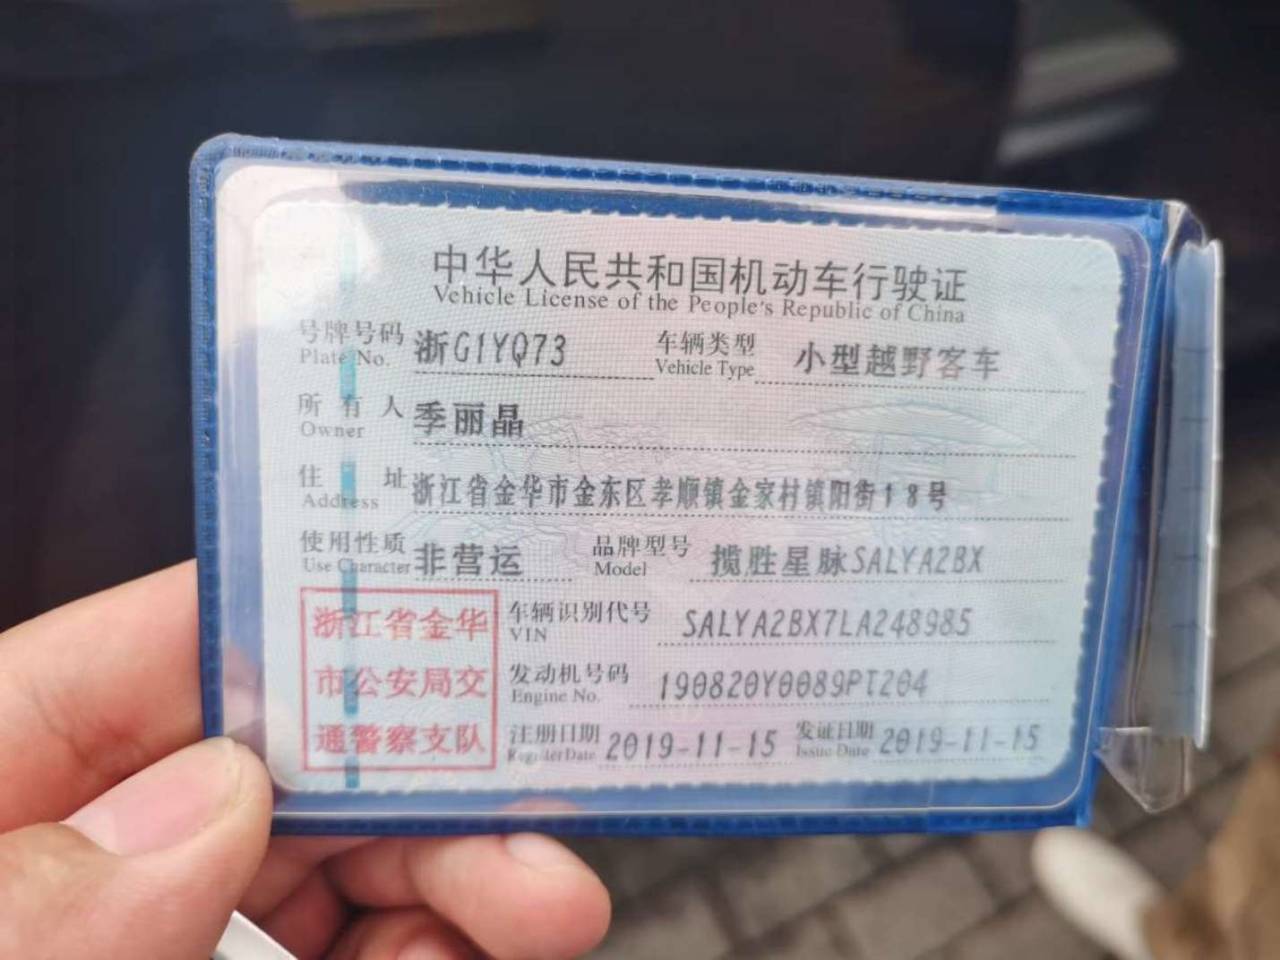 中华人民共和国机动车行驶证
Vehicle License of the People's Republic of China
号牌号码 浙G1YQ73 车辆类型 小型越野客车
Plate No. Vehicle Type
所有人 季丽晶
Owner
住址 浙江省金华市金东区孝顺镇金家村镇阳街18号
Address
使用性质 非营运 品牌型号 揽胜星脉SALYA2BX
Use Character Model
浙江省金华 车辆识别代号 SALYA2BX7LA248985
VIN
市公安局交 发动机号码 190820Y0089PT204
Engine No.
通警察支队 注册日期 2019-11-15 发证日期 2019-11-15
Register Date Issue Date